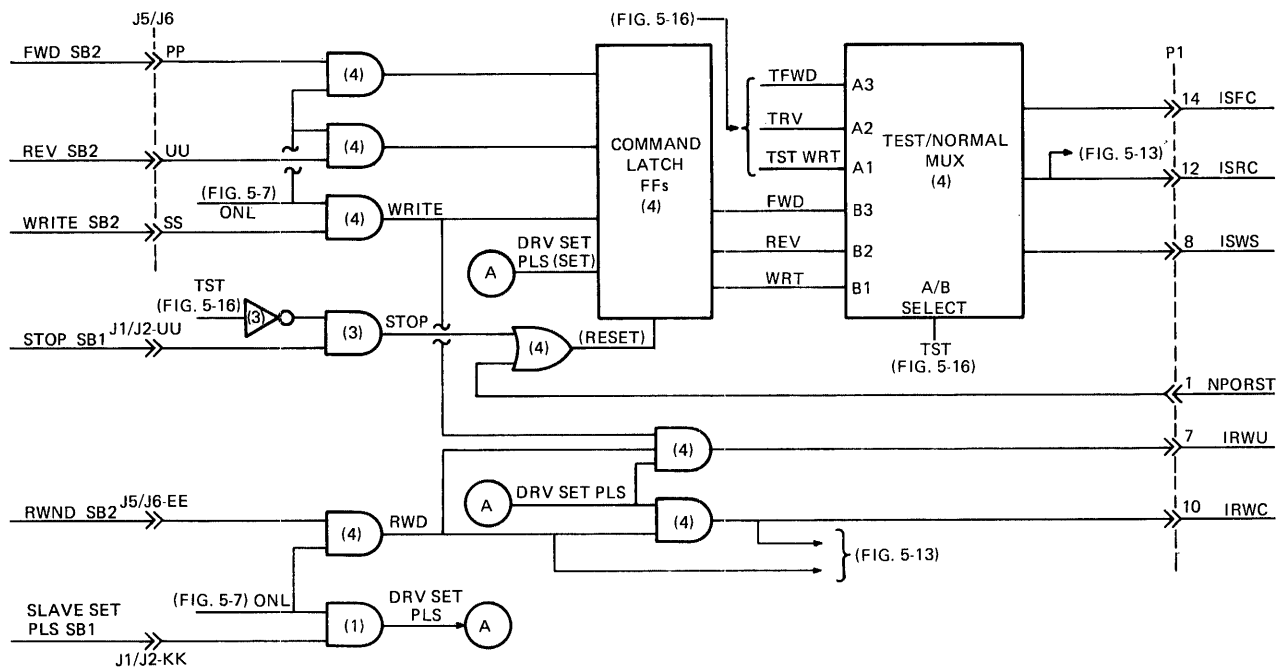 J5/J6
FWD SB2
PP
(4)
REV SB2
UU
(4)
(FIG. 5-7)
ONL
WRITE SB2
SS
(4)
WRITE
DRV SET
PLS (SET)
A
COMMAND
LATCH
FFs
(4)
(FIG. 5-16)
TFWD
TRV
TST WRT
FWD
REV
WRT
A3
A2
A1
B3
B2
B1
TEST/NORMAL
MUX
(4)
A/B
SELECT
TST
(FIG. 5-16)
P1
14 ISFC
(FIG. 5-13)
12 ISRC
8 ISWS
TST
(FIG. 5-16)
(3)
STOP SB1
J1/J2-UU
(3)
STOP
(4)
(RESET)
1 NPORST
(4)
7 IRWU
A
DRV SET PLS
(4)
10 IRWC
(FIG. 5-13)
RWND SB2
J5/J6-EE
(4)
RWD
(FIG. 5-7) ONL
SLAVE SET
PLS SB1
J1/J2-KK
(1)
DRV SET
PLS
A